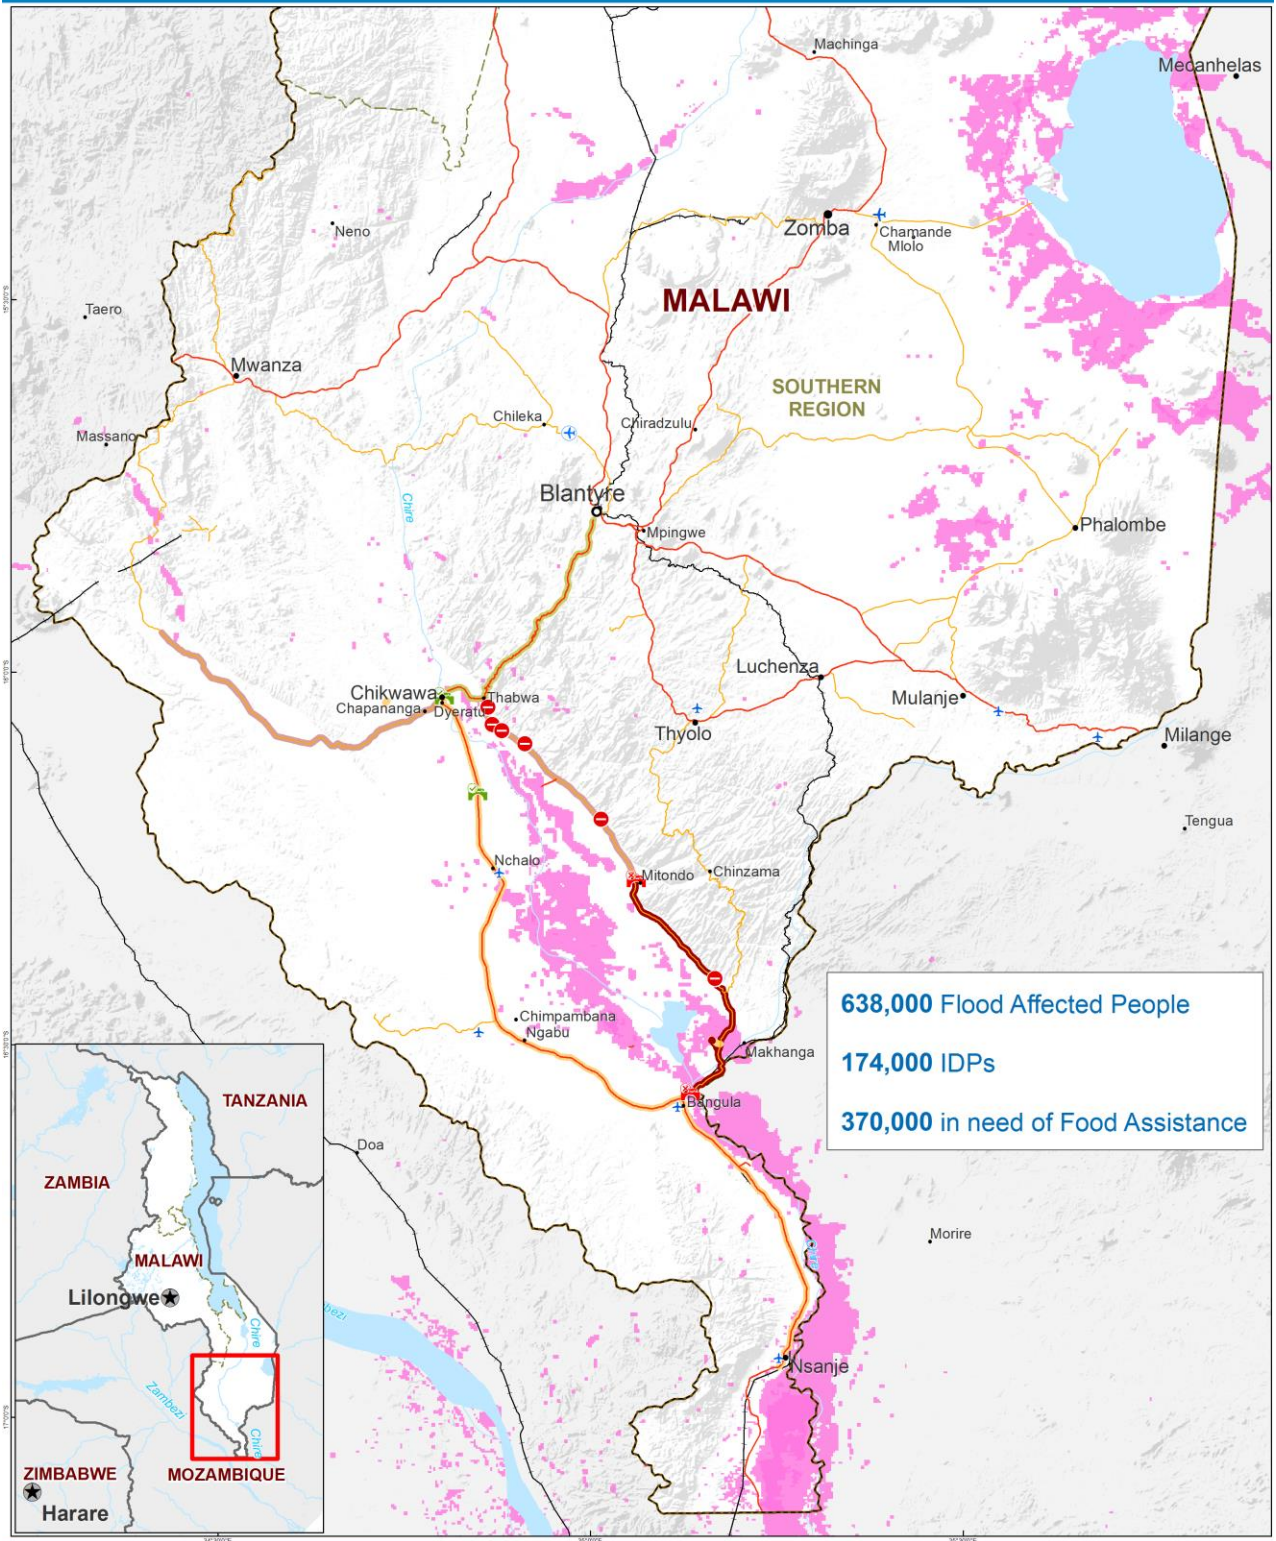 Machinga
Mecanhelas
Zomba
Chamande
Mlolo
Neno
MALAWI
Taero
Mwanza
SOUTHERN
REGION
Chileka
Chiradzulu
Massano
Blantyre
Chire
Phalombe
Mpingwe
Luchenza
Chikwawa
Thabwa
Mulanje
Chapananga
Dyeratu
Thyolo
Milange
Tengua
Nchalo
Mitondo
Chinzama
638,000 Flood Affected People
Chimpambana
Ngabu
Makhanga
174,000 IDPs
Bangula
370,000 in need of Food Assistance
Doa
Morire
Chire
Nsanje
bezi
TANZANIA
ZAMBIA
MALAWI
Lilongwe
Chire
Zambezi
Chire
ZIMBABWE
MOZAMBIQUE
Harare